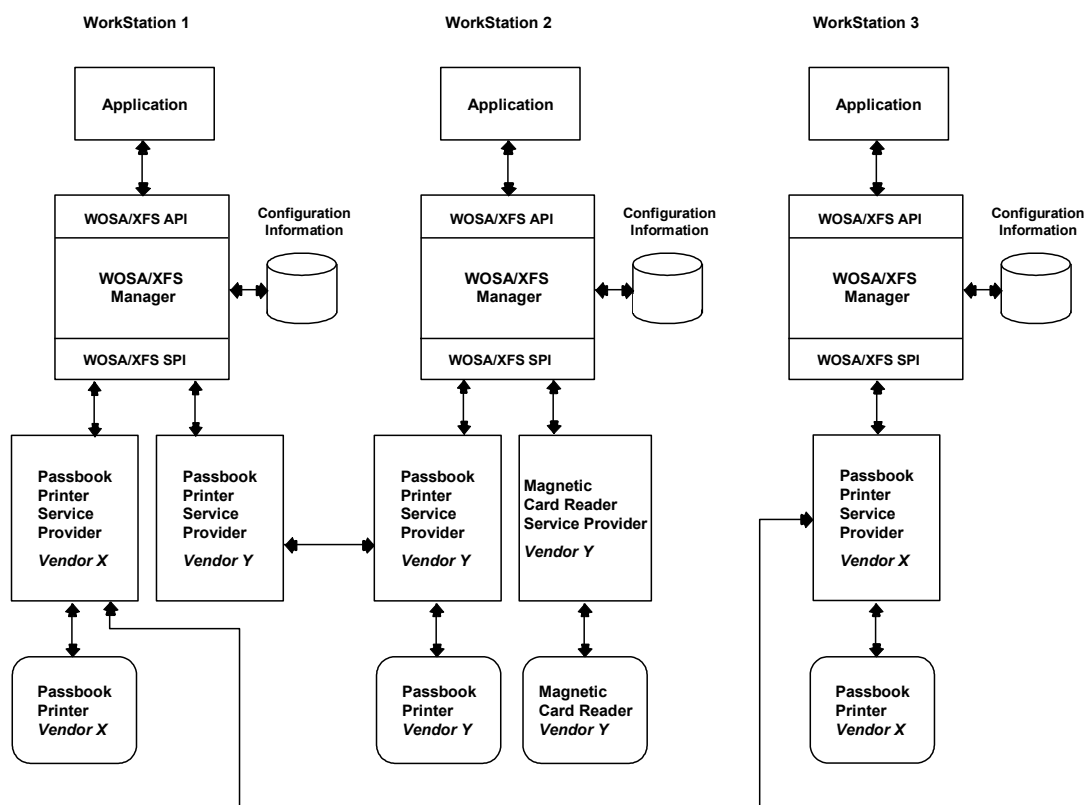 WorkStation 1
WorkStation 2
WorkStation 3
Application
Application
Application
WOSA/XFS API
Configuration
Information
WOSA/XFS
Manager
WOSA/XFS SPI
WOSA/XFS API
Configuration
Information
WOSA/XFS
Manager
WOSA/XFS SPI
WOSA/XFS API
Configuration
Information
WOSA/XFS
Manager
WOSA/XFS SPI
Passbook
Printer
Service
Provider
Vendor X
Passbook
Printer
Service
Provider
Vendor Y
Passbook
Printer
Service
Provider
Vendor Y
Magnetic
Card Reader
Service Provider
Vendor Y
Passbook
Printer
Service
Provider
Vendor X
Passbook
Printer
Vendor X
Passbook
Printer
Vendor Y
Magnetic
Card Reader
Vendor Y
Passbook
Printer
Vendor X